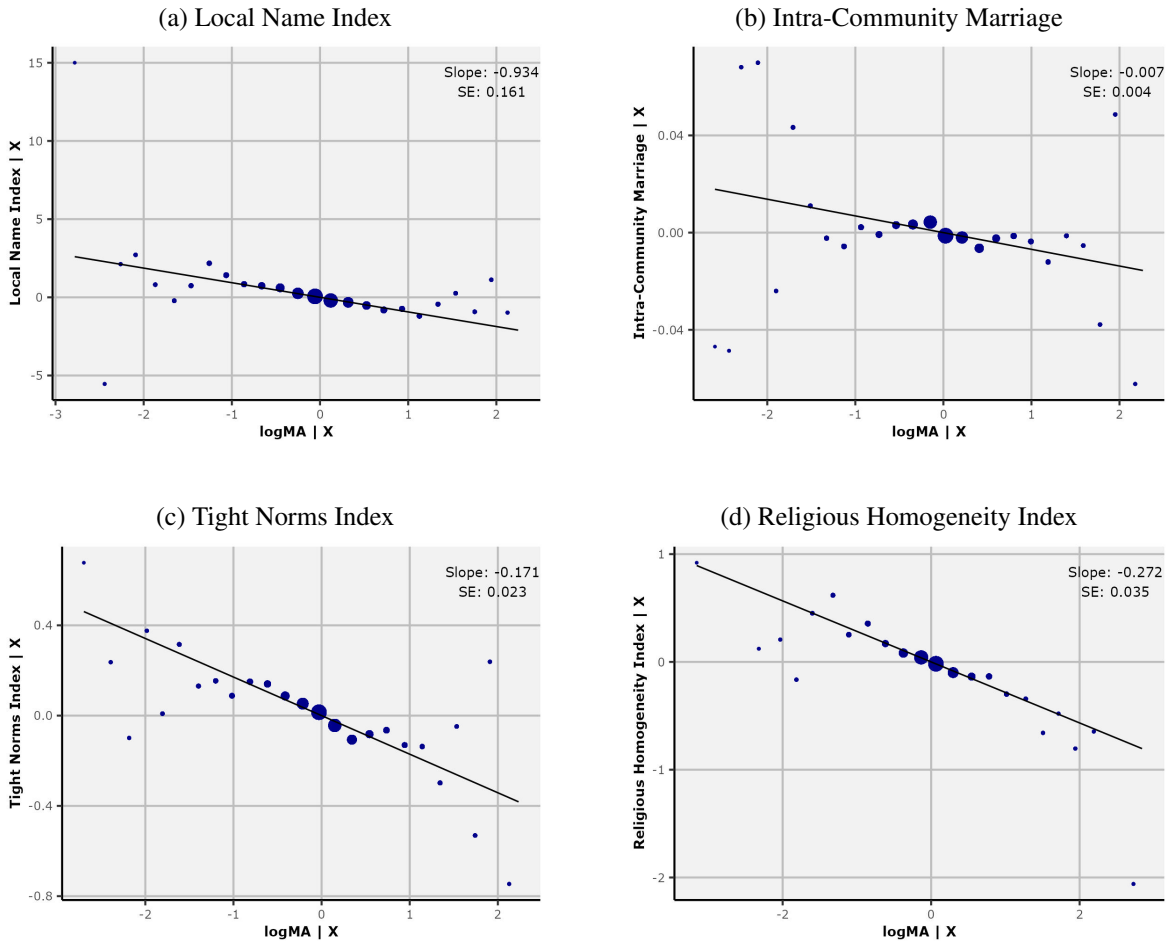 (a) Local Name Index
Slope: -0.934
SE: 0.161
15
10
5
0
-5
-3
-2
-1
0
1
2
Local Name Index | X
logMA | X
(b) Intra-Community Marriage
Slope: -0.007
SE: 0.004
0.04
0.00
-0.04
-2
-1
0
1
2
Intra-Community Marriage | X
logMA | X
(c) Tight Norms Index
Slope: -0.171
SE: 0.023
0.4
0.0
-0.4
-0.8
-2
-1
0
1
2
Tight Norms Index | X
logMA | X
(d) Religious Homogeneity Index
Slope: -0.272
SE: 0.035
1
0
-1
-2
-2
0
2
Religious Homogeneity Index | X
logMA | X